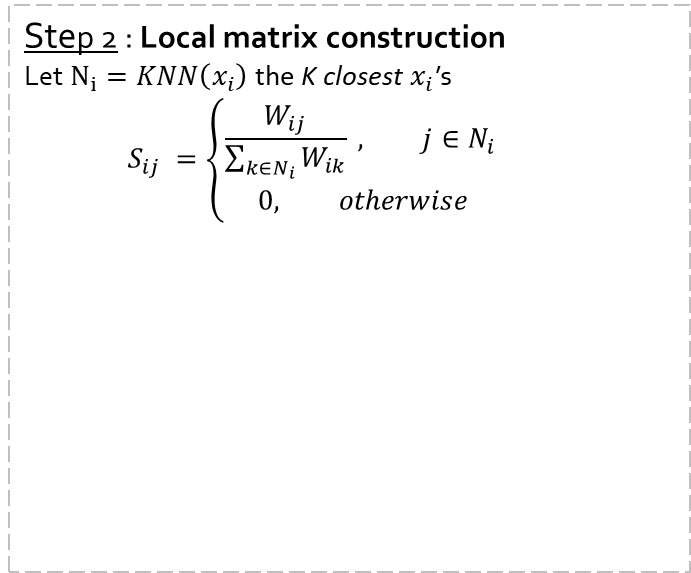 Step 2 : Local matrix construction
Let Nᵢ = KNN(xᵢ) the K closest xᵢ's
Sᵢⱼ = { Wᵢⱼ / ∑ₖ∈Nᵢ Wᵢₖ , j ∈ Nᵢ
0, otherwise